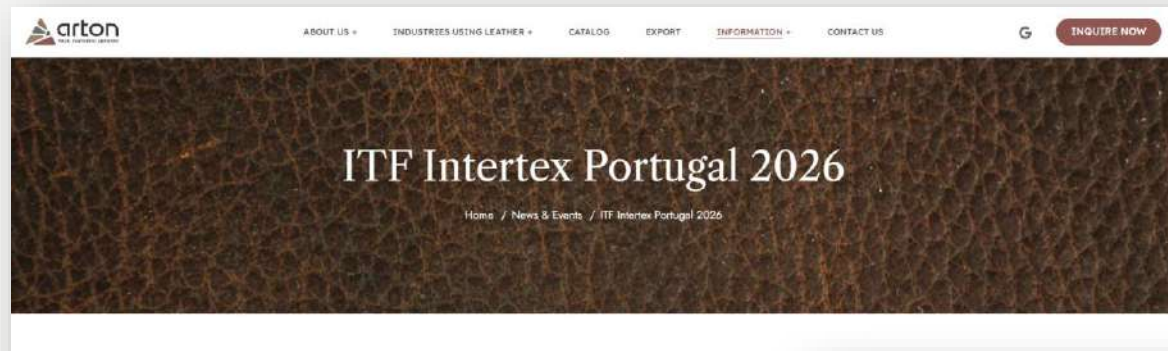 arton
ABOUT US +
INDUSTRIES USING LEATHER +
CATALOG
EXPORT
INFORMATION +
CONTACT US
G
INQUIRE NOW
ITF Intertex Portugal 2026
Home / News & Events / ITF Intertex Portugal 2026